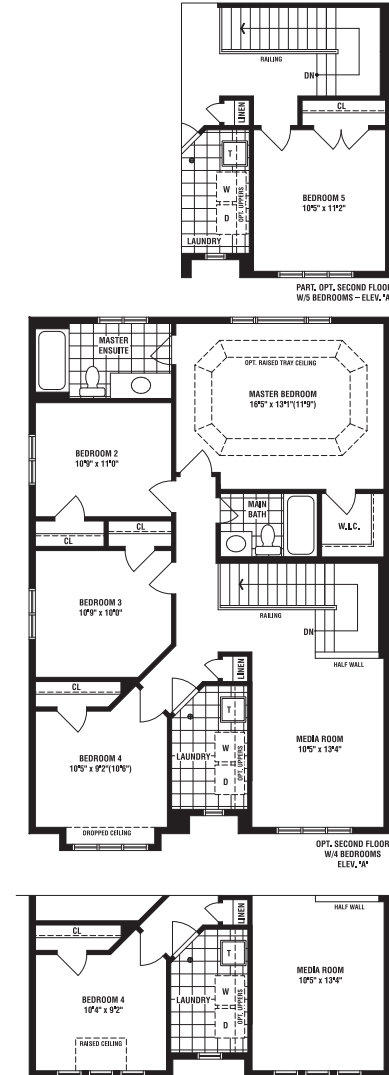 RAILING
DN
LINEN
CL
T
W
D
OPT. UPPERS
BEDROOM 5
10'5" x 11'2"
LAUNDRY
PART. OPT. SECOND FLOOR
W/5 BEDROOMS – ELEV. 'A'
MASTER
ENSUITE
OPT. RAISED TRAY CEILING
MASTER BEDROOM
16'5" x 13'1"(11'9")
BEDROOM 2
10'9" x 11'0"
MAIN
BATH
W.I.C.
CL
CL
BEDROOM 3
10'9" x 10'0"
RAILING
DN
HALF WALL
LINEN
CL
T
W
D
OPT. UPPERS
LAUNDRY
BEDROOM 4
10'5" x 9'2"(10'6")
MEDIA ROOM
10'5" x 13'4"
DROPPED CEILING
OPT. SECOND FLOOR
W/4 BEDROOMS
ELEV. 'A'
HALF WALL
LINEN
CL
T
W
D
OPT. UPPERS
LAUNDRY
BEDROOM 4
10'4" x 9'2"
MEDIA ROOM
10'5" x 13'4"
RAISED CEILING